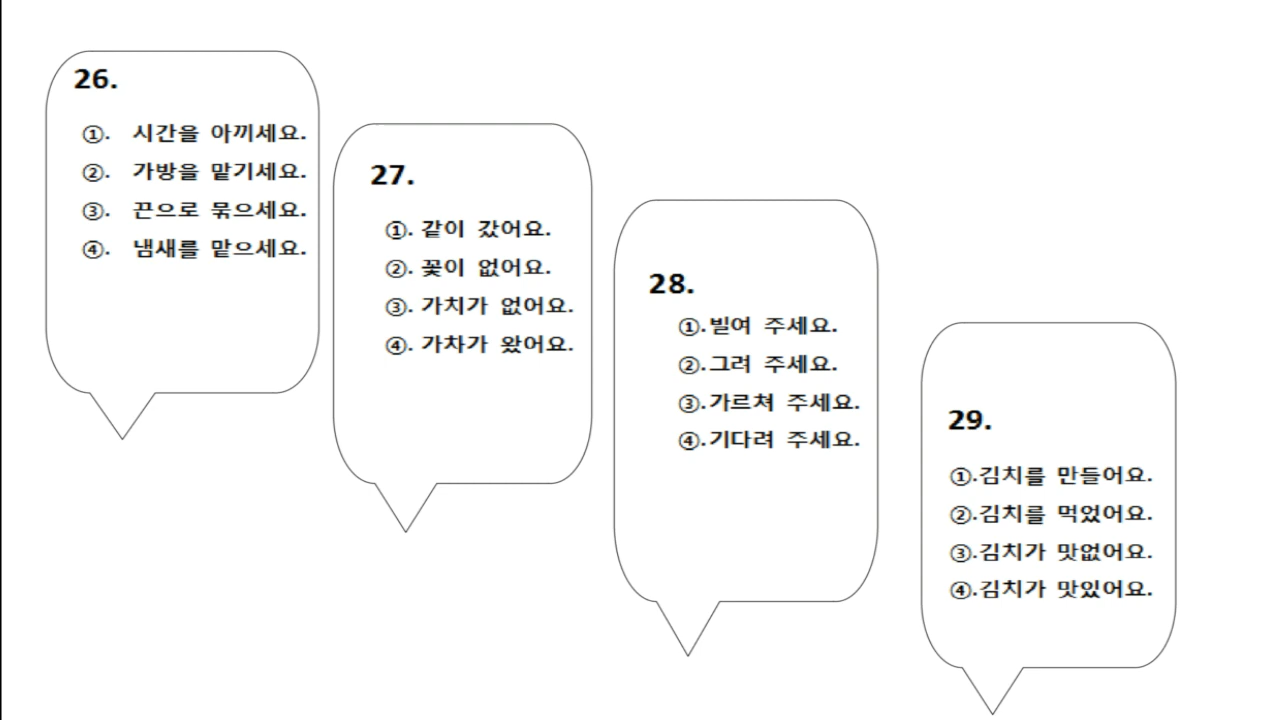 26.
①. 시간을 아끼세요.
②. 가방을 맡기세요.
③. 끈으로 묶으세요.
④. 냄새를 맡으세요.
27.
①. 같이 갔어요.
②. 꽃이 없어요.
③. 가치가 없어요.
④. 가차가 왔어요.
28.
①.빌여 주세요.
②.그려 주세요.
③.가르쳐 주세요.
④.기다려 주세요.
29.
①.김치를 만들어요.
②.김치를 먹었어요.
③.김치가 맛없어요.
④.김치가 맛있어요.